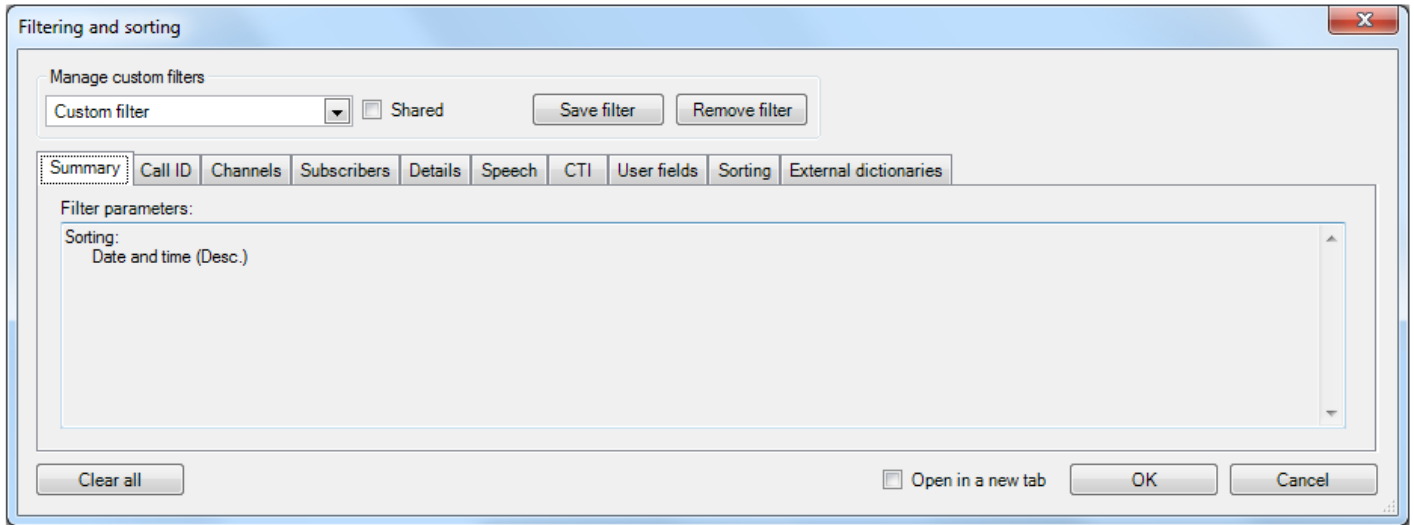 Filtering and sorting
Manage custom filters
Custom filter Shared Save filter Remove filter
Summary Call ID Channels Subscribers Details Speech CTI User fields Sorting External dictionaries
Filter parameters:
Sorting:
Date and time (Desc.)
Clear all Open in a new tab OK Cancel